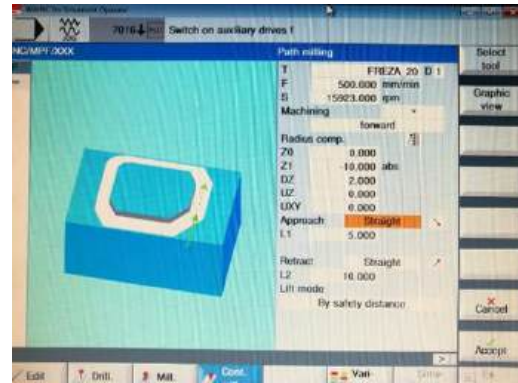 7016
Switch on auxiliary drives !
NC/MPF/XXX
Path milling
Select
tool
T FREZA 20 D 1
F 500.000 mm/min
S 15923.000 rpm
Graphic
view
Machining
forward
Radius comp.
Z0 0.000
Z1 -10.000 abs
DZ 2.000
UZ 0.000
UXY 0.000
Approach Straight
L1 5.000
Retract Straight
L2 10.000
Lift mode
By safety distance
Cancel
Accept
Edit
Drill.
Mill.
Cont.
Vari-